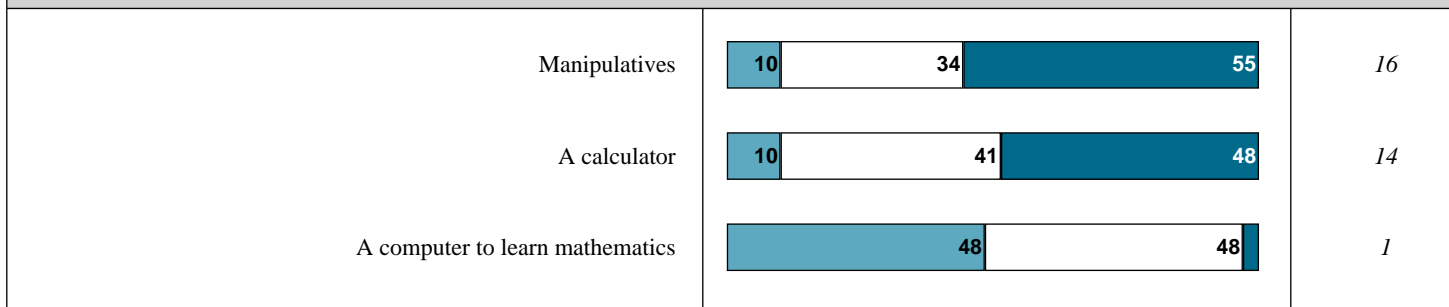 Manipulatives 10 34 55 16
A calculator 10 41 48 14
A computer to learn mathematics 48 48 1